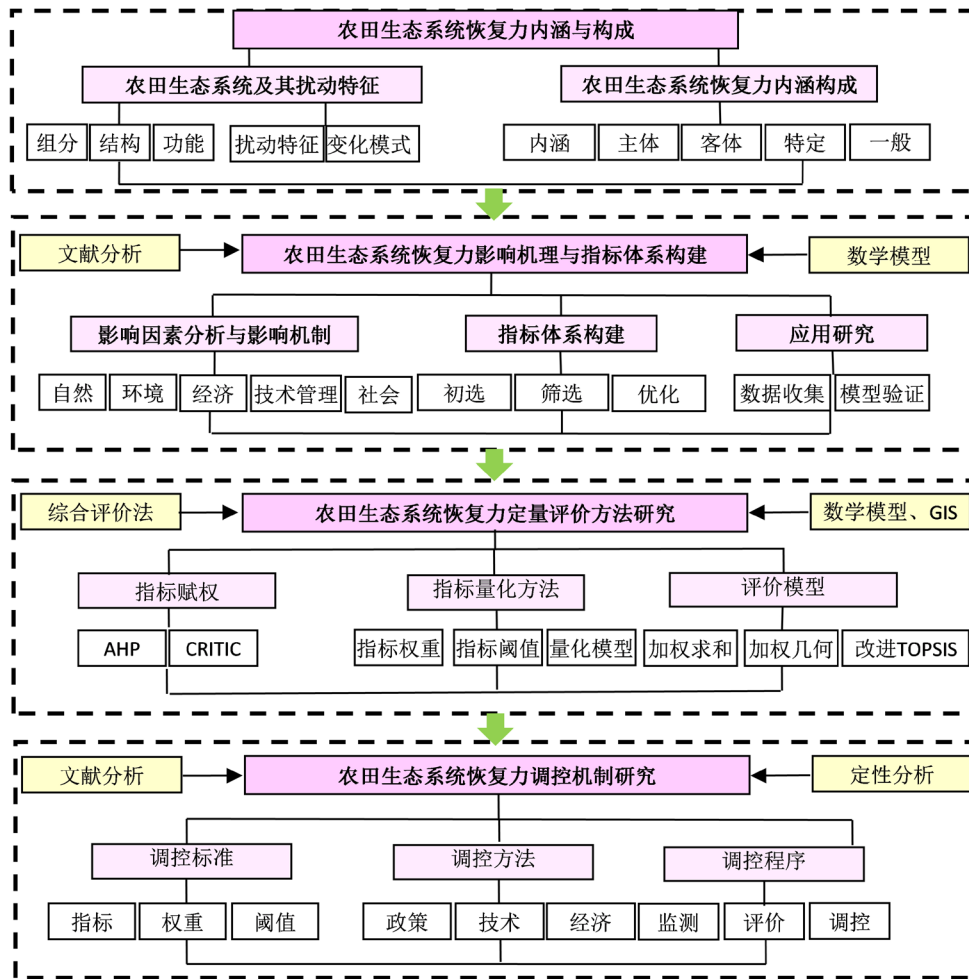 农田生态系统恢复力内涵与构成
农田生态系统及其扰动特征
农田生态系统恢复力内涵构成
组分
结构
功能
扰动特征
变化模式
内涵
主体
客体
特定
一般
文献分析
农田生态系统恢复力影响机理与指标体系构建
数学模型
影响因素分析与影响机制
指标体系构建
应用研究
自然
环境
经济
技术管理
社会
初选
筛选
优化
数据收集
模型验证
综合评价法
农田生态系统恢复力定量评价方法研究
数学模型、GIS
指标赋权
指标量化方法
评价模型
AHP
CRITIC
指标权重
指标阈值
量化模型
加权求和
加权几何
改进TOPSIS
文献分析
农田生态系统恢复力调控机制研究
定性分析
调控标准
调控方法
调控程序
指标
权重
阈值
政策
技术
经济
监测
评价
调控